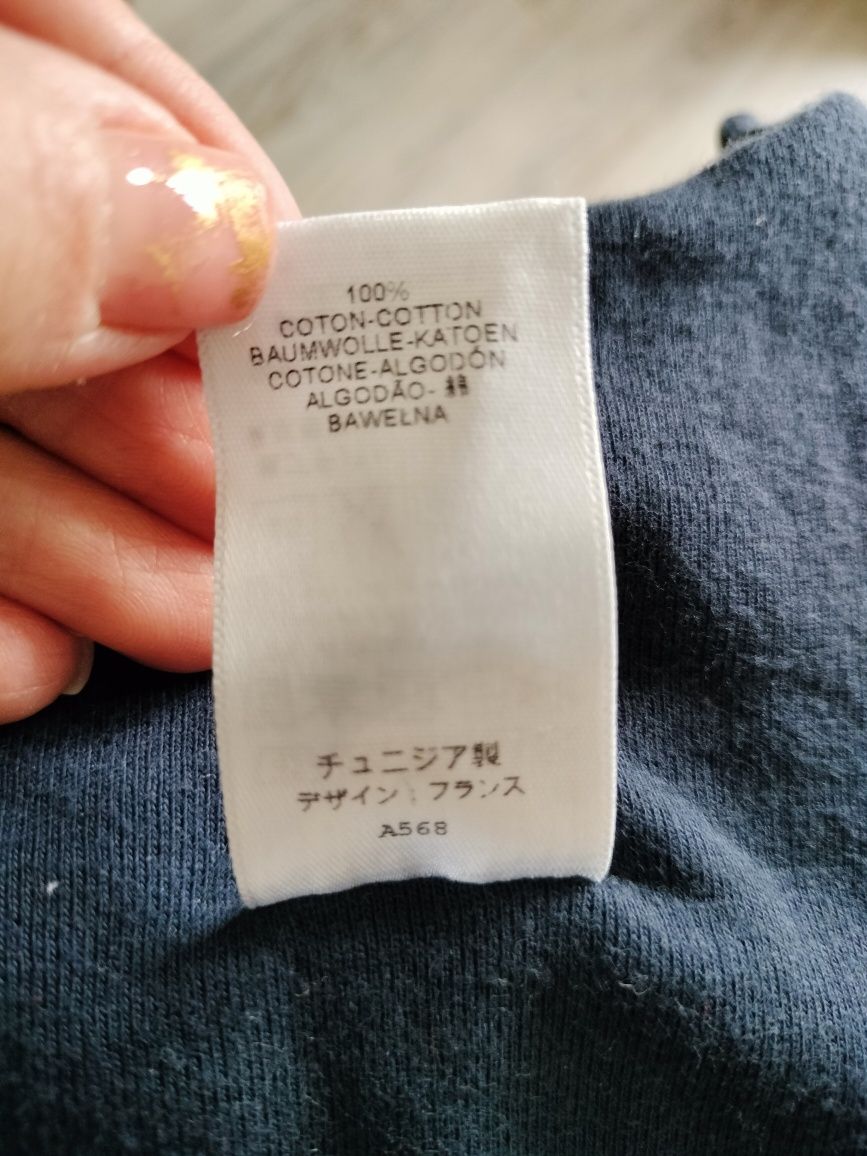 100%
COTON-COTTON
BAUMWOLLE-KATOEN
COTONE-ALGODÓN
ALGODÃO- 綿
BAWEŁNA
チュニジア製
デザイン：フランス
A568